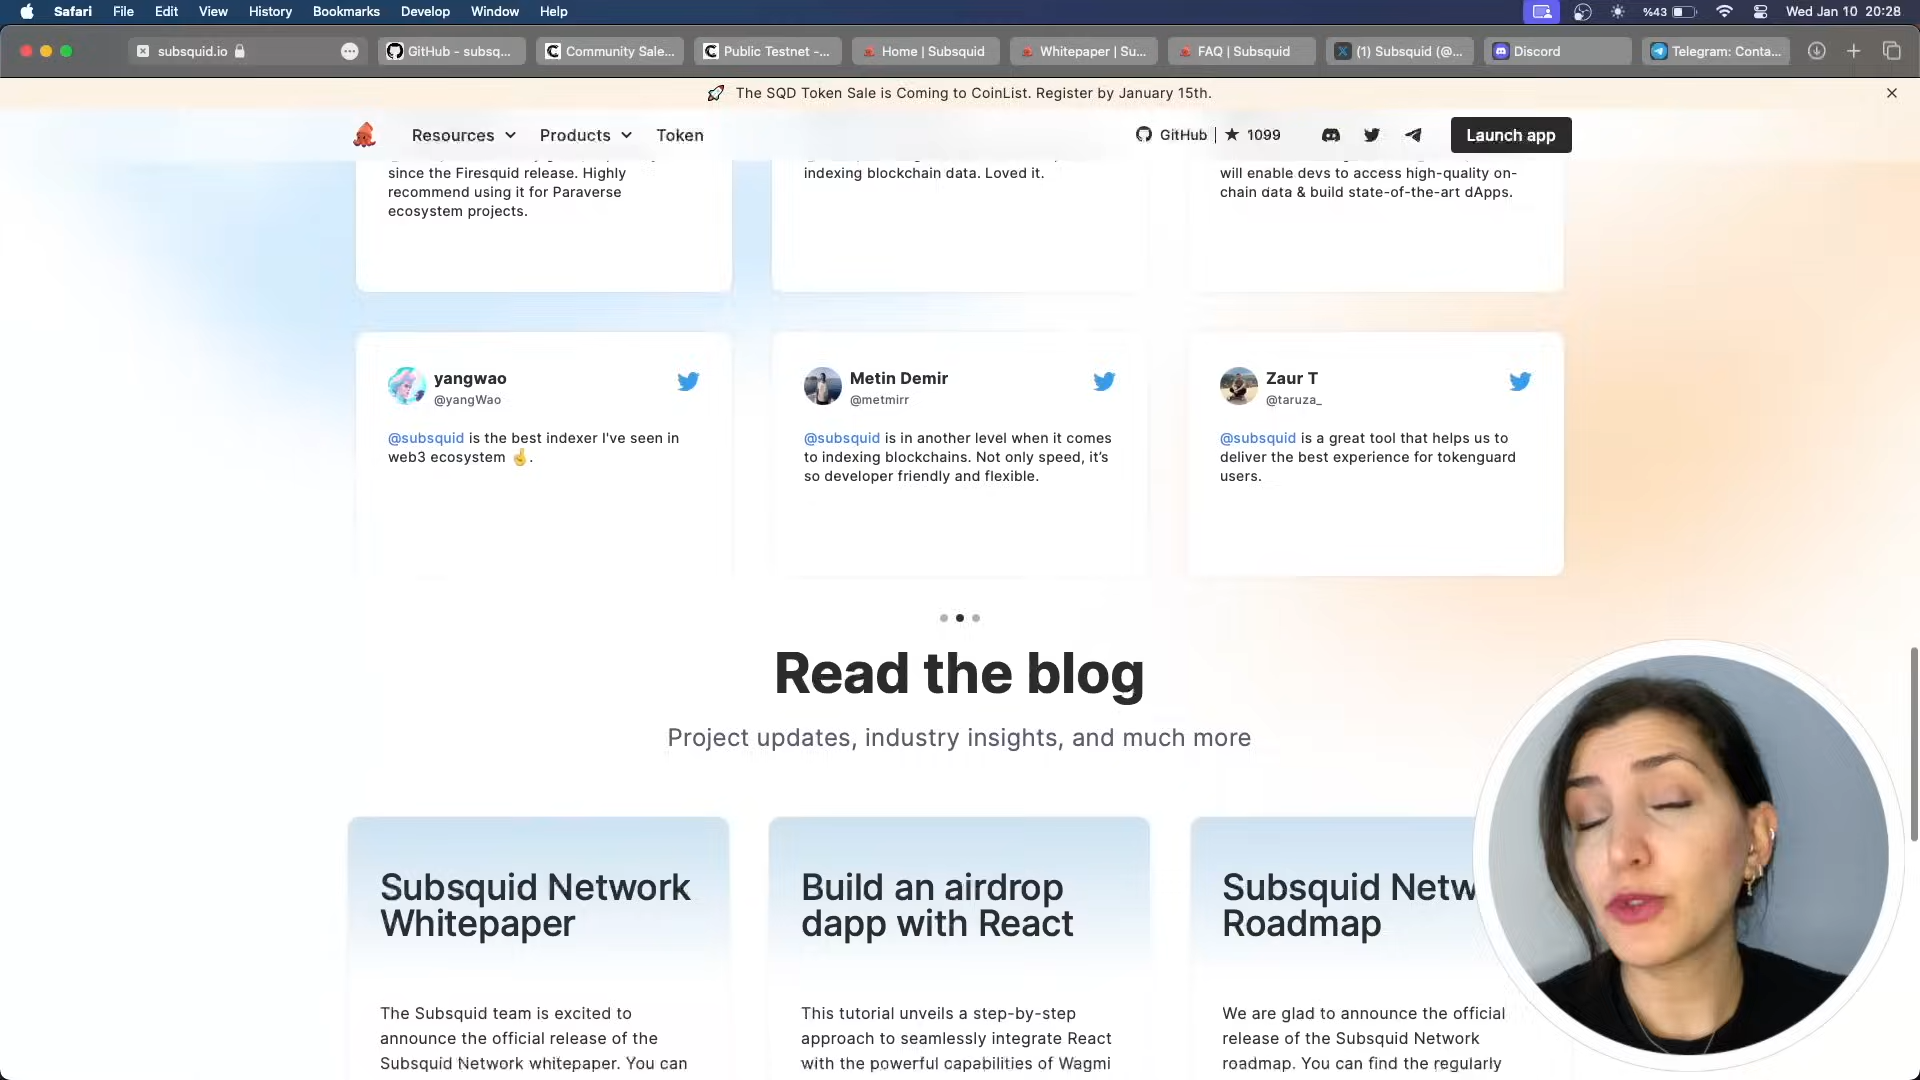 Safari File Edit View History Bookmarks Develop Window Help %43 Wed Jan 10 20:28
subsquid.io GitHub - subsq... Community Sale... Public Testnet -... Home | Subsquid Whitepaper | Su... FAQ | Subsquid (1) Subsquid (@... Discord Telegram: Conta...
The SQD Token Sale is Coming to CoinList. Register by January 15th.
Resources Products Token GitHub | ★ 1099 Launch app
since the Firesquid release. Highly
recommend using it for Paraverse
ecosystem projects.
indexing blockchain data. Loved it.
will enable devs to access high-quality on-
chain data & build state-of-the-art dApps.
yangwao
@yangWao
@subsquid is the best indexer I've seen in
web3 ecosystem ☝️.
Metin Demir
@metmirr
@subsquid is in another level when it comes
to indexing blockchains. Not only speed, it's
so developer friendly and flexible.
Zaur T
@taruza_
@subsquid is a great tool that helps us to
deliver the best experience for tokenguard
users.
Read the blog
Project updates, industry insights, and much more
Subsquid Network
Whitepaper
The Subsquid team is excited to
announce the official release of the
Subsquid Network whitepaper. You can
Build an airdrop
dapp with React
This tutorial unveils a step-by-step
approach to seamlessly integrate React
with the powerful capabilities of Wagmi
Subsquid Netw
Roadmap
We are glad to announce the official
release of the Subsquid Network
roadmap. You can find the regularly